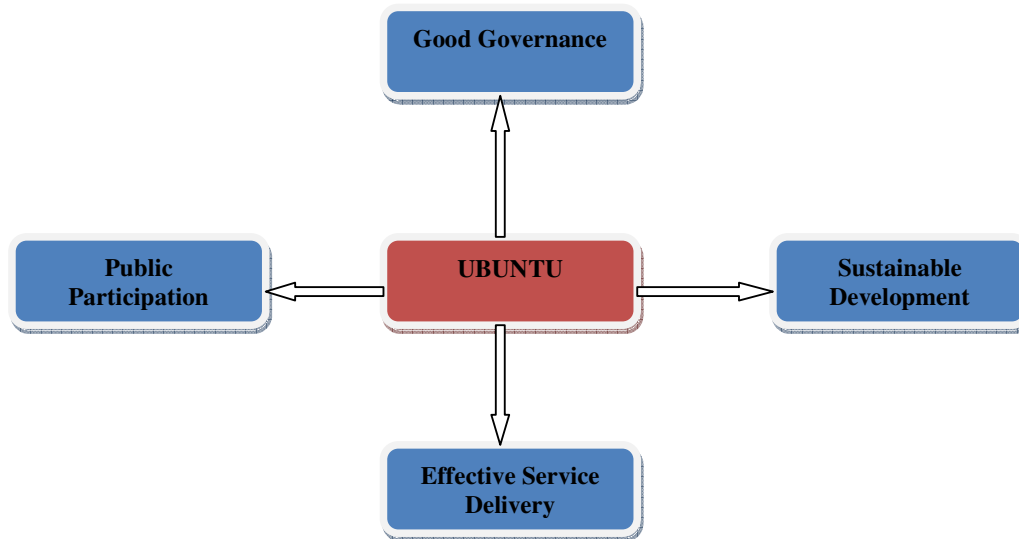 Good Governance
Public
Participation
UBUNTU
Sustainable
Development
Effective Service
Delivery